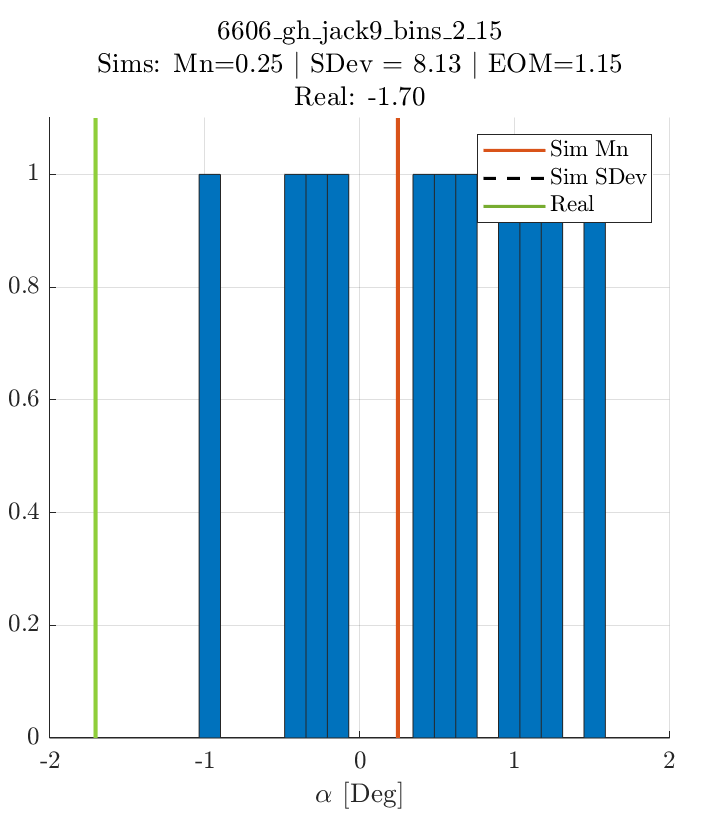 6606_gh_jack9_bins_2_15
Sims: Mn=0.25 | SDev = 8.13 | EOM=1.15
Real: -1.70
Sim Mn
Sim SDev
Real
1
0.8
0.6
0.4
0.2
0
-2
-1
0
1
2
α [Deg]